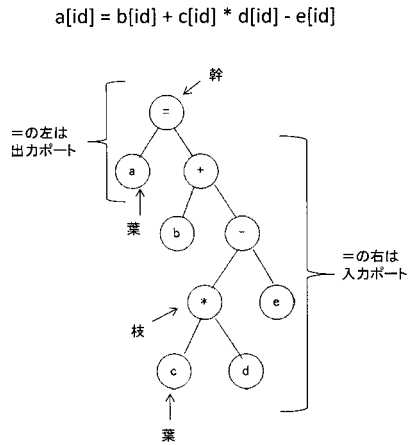 a[id] = b[id] + c[id] * d[id] - e[id]
幹
=
=の左は
出力ポート
a
+
葉
b
-
=の右は
入力ポート
*
e
枝
c
d
葉